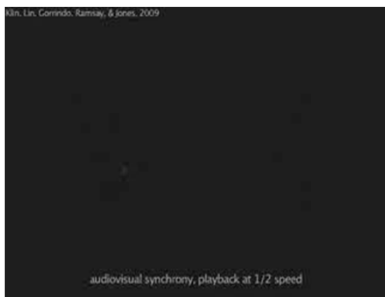 Klin, Lin, Gorrindo, Ramsay, & Jones, 2009
audiovisual synchrony, playback at 1/2 speed